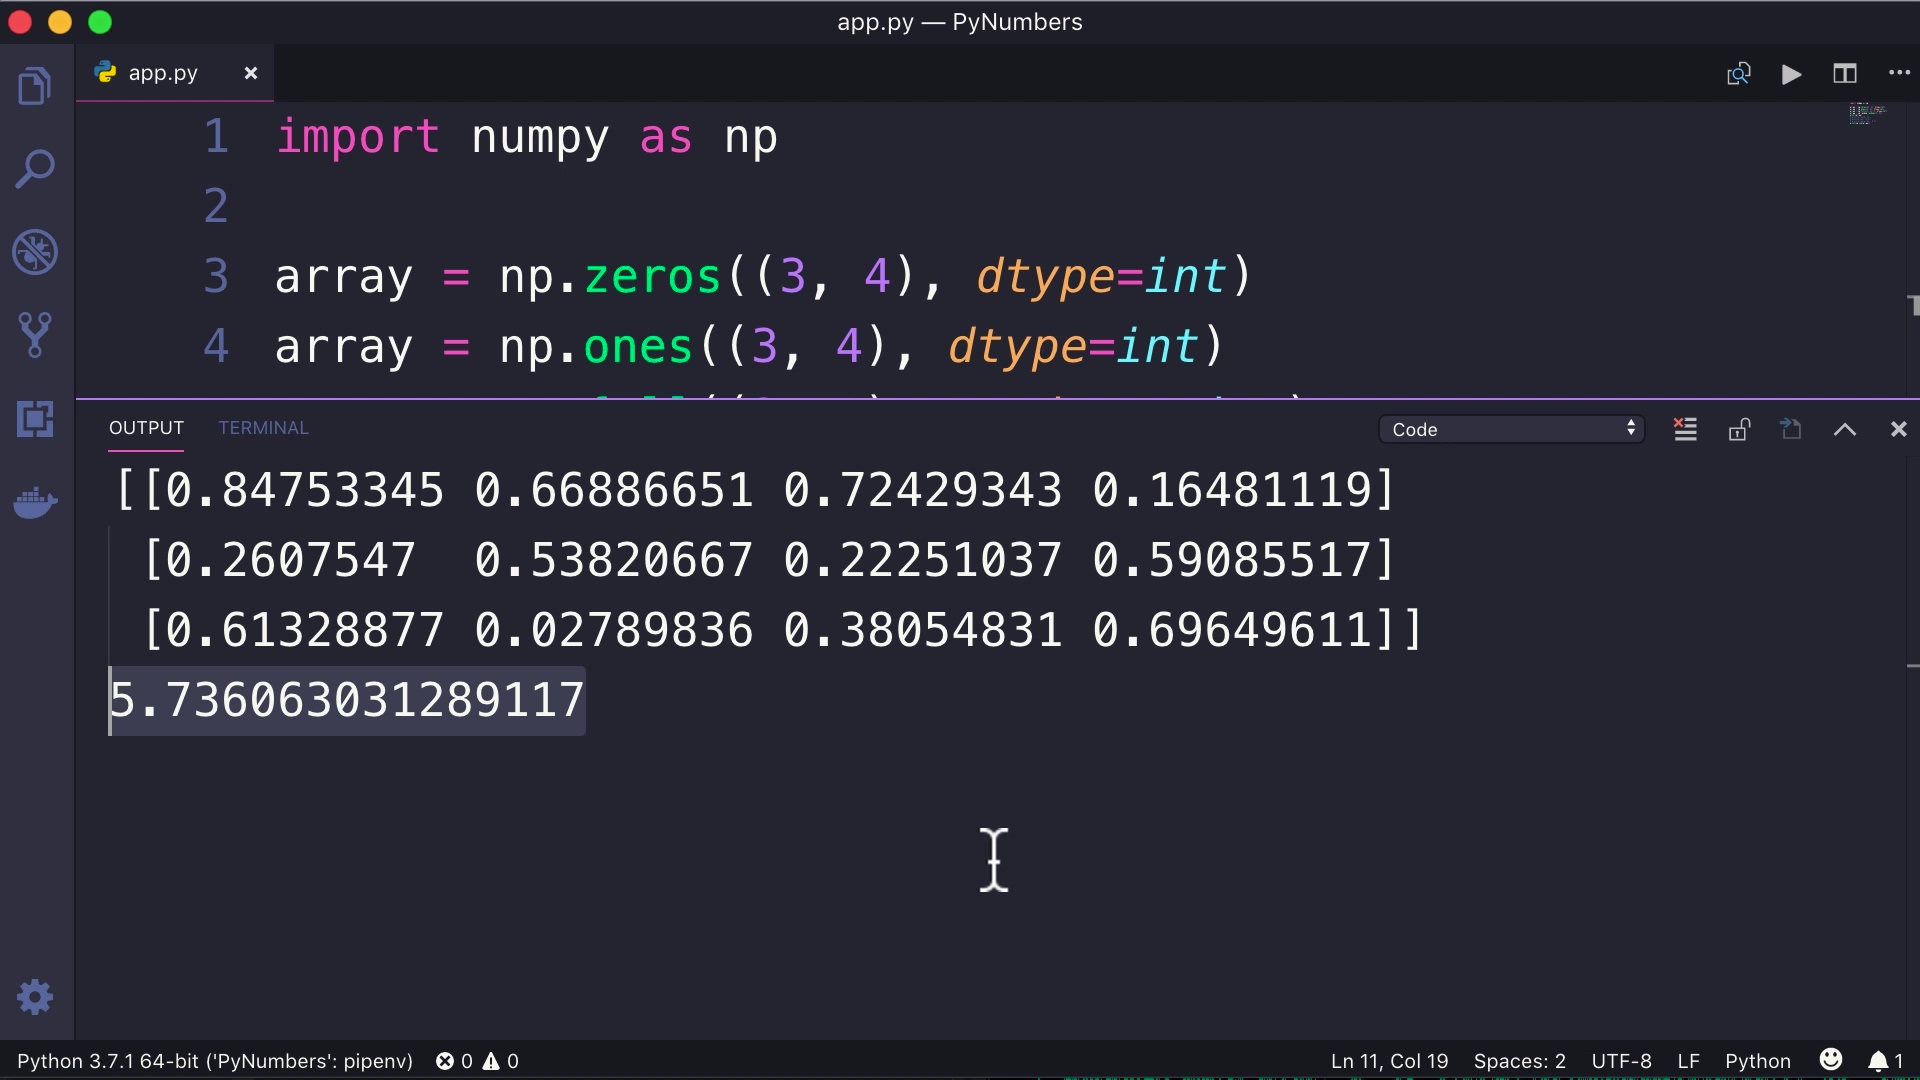 app.py — PyNumbers
app.py
1 import numpy as np
2
3 array = np.zeros((3, 4), dtype=int)
4 array = np.ones((3, 4), dtype=int)
OUTPUT TERMINAL Code
[[0.84753345 0.66886651 0.72429343 0.16481119]
[0.2607547 0.53820667 0.22251037 0.59085517]
[0.61328877 0.02789836 0.38054831 0.69649611]]
5.736063031289117
Python 3.7.1 64-bit ('PyNumbers': pipenv) 0 0 Ln 11, Col 19 Spaces: 2 UTF-8 LF Python 1